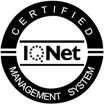 CERTIFIED
IQNet
MANAGEMENT SYSTEM